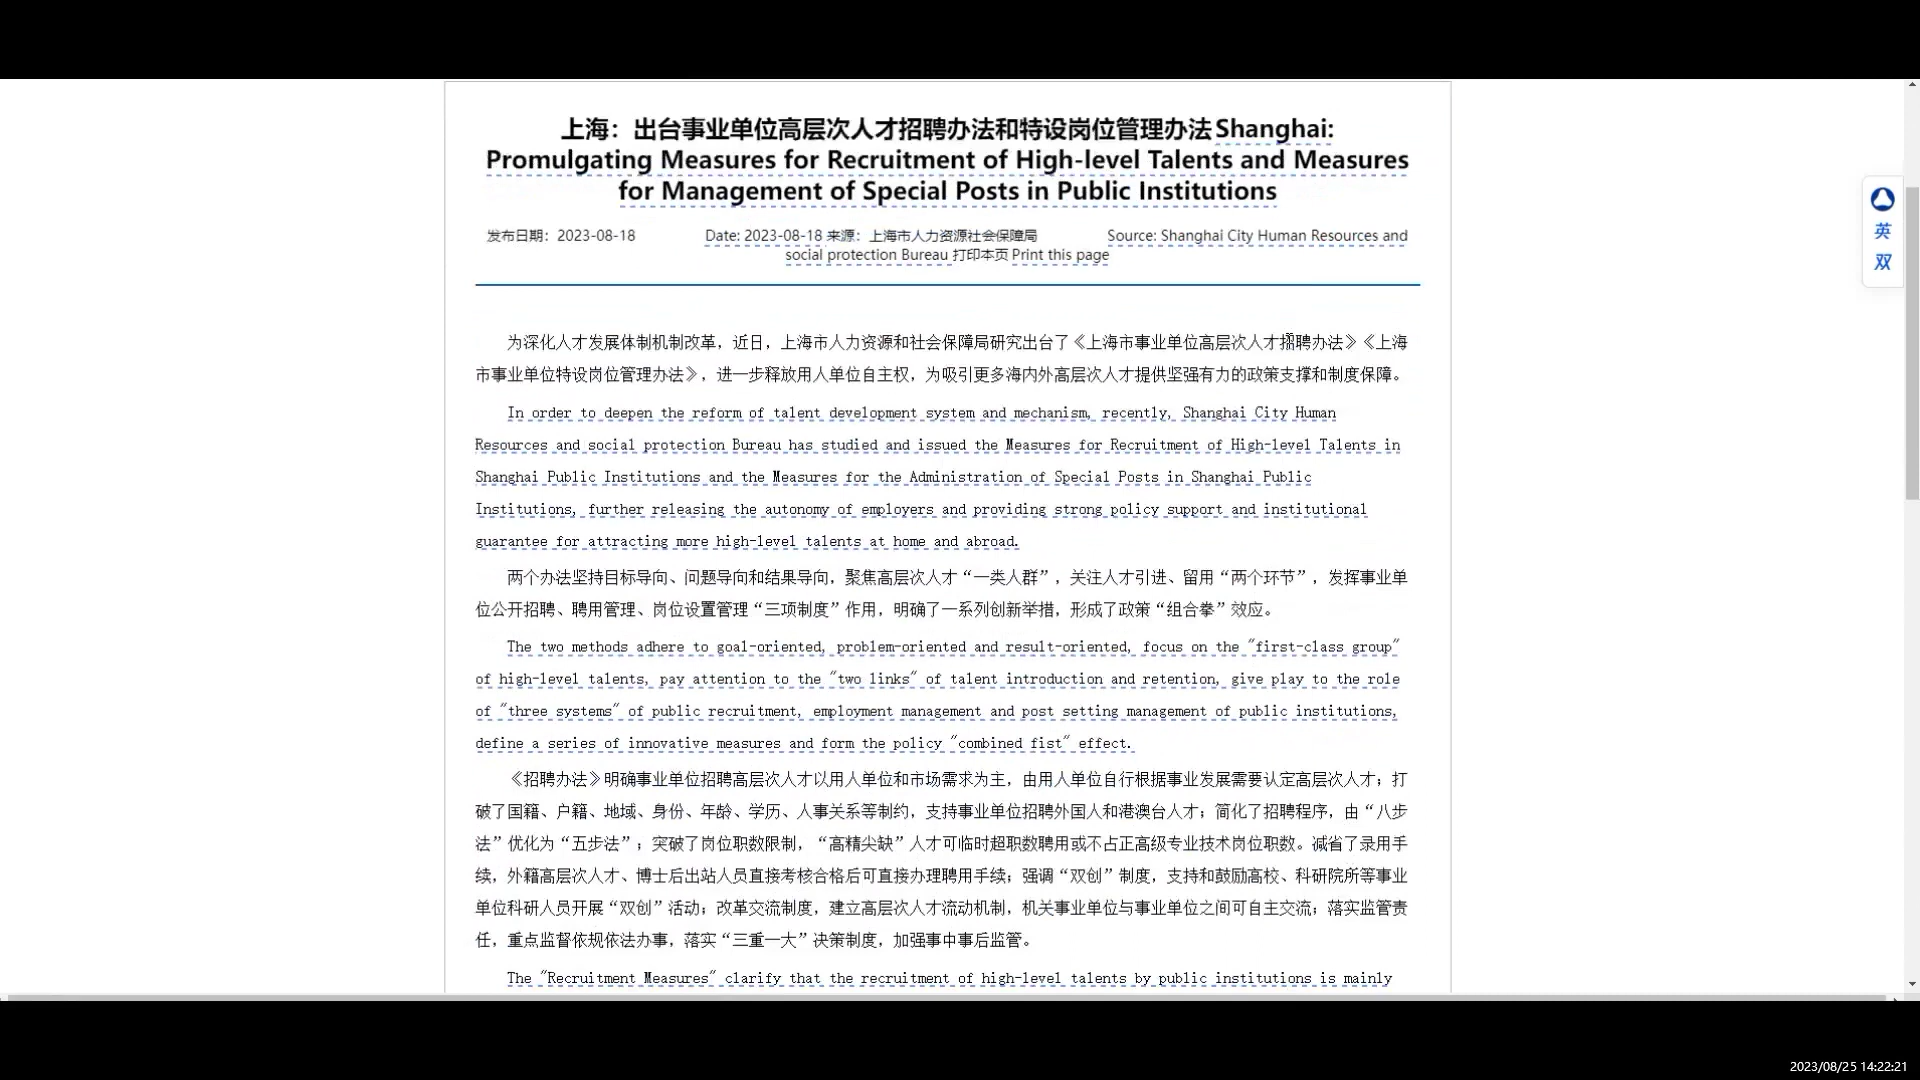 上海：出台事业单位高层次人才招聘办法和特设岗位管理办法Shanghai:
Promulgating Measures for Recruitment of High-level Talents and Measures
for Management of Special Posts in Public Institutions
发布日期：2023-08-18 Date: 2023-08-18 来源：上海市人力资源社会保障局 Source: Shanghai City Human Resources and
social protection Bureau 打印本页 Print this page
英
双
为深化人才发展体制机制改革，近日，上海市人力资源和社会保障局研究出台了《上海市事业单位高层次人才招聘办法》《上海
市事业单位特设岗位管理办法》，进一步释放用人单位自主权，为吸引更多海内外高层次人才提供坚强有力的政策支撑和制度保障。
In order to deepen the reform of talent development system and mechanism, recently, Shanghai City Human
Resources and social protection Bureau has studied and issued the Measures for Recruitment of High-level Talents in
Shanghai Public Institutions and the Measures for the Administration of Special Posts in Shanghai Public
Institutions, further releasing the autonomy of employers and providing strong policy support and institutional
guarantee for attracting more high-level talents at home and abroad.
两个办法坚持目标导向、问题导向和结果导向，聚焦高层次人才“一类人群”，关注人才引进、留用“两个环节”，发挥事业单
位公开招聘、聘用管理、岗位设置管理“三项制度”作用，明确了一系列创新举措，形成了政策“组合拳”效应。
The two methods adhere to goal-oriented, problem-oriented and result-oriented, focus on the "first-class group"
of high-level talents, pay attention to the "two links" of talent introduction and retention, give play to the role
of "three systems" of public recruitment, employment management and post setting management of public institutions,
define a series of innovative measures and form the policy "combined fist" effect.
《招聘办法》明确事业单位招聘高层次人才以用人单位和市场需求为主，由用人单位自行根据事业发展需要认定高层次人才；打
破了国籍、户籍、地域、身份、年龄、学历、人事关系等制约，支持事业单位招聘外国人和港澳台人才；简化了招聘程序，由“八步
法”优化为“五步法”；突破了岗位职数限制，“高精尖缺”人才可临时超职数聘用或不占正高级专业技术岗位职数。减省了录用手
续，外籍高层次人才、博士后出站人员直接考核合格后可直接办理聘用手续；强调“双创”制度，支持和鼓励高校、科研院所等事业
单位科研人员开展“双创”活动；改革交流制度，建立高层次人才流动机制，机关事业单位与事业单位之间可自主交流；落实监管责
任，重点监督依规依法办事，落实“三重一大”决策制度，加强事中事后监管。
The "Recruitment Measures" clarify that the recruitment of high-level talents by public institutions is mainly
2023/08/25 14:22:21